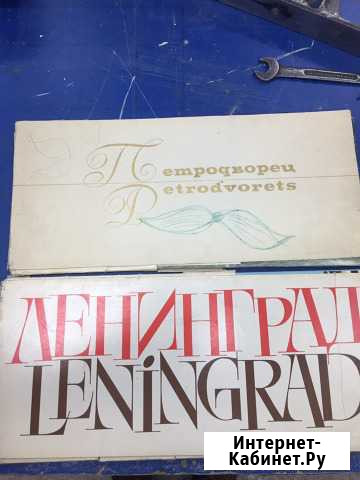 Петродворец
Petrodvorets
ЛЕНИНГРАД
LENiNGRAD
Интернет-
Кабинет.Ру